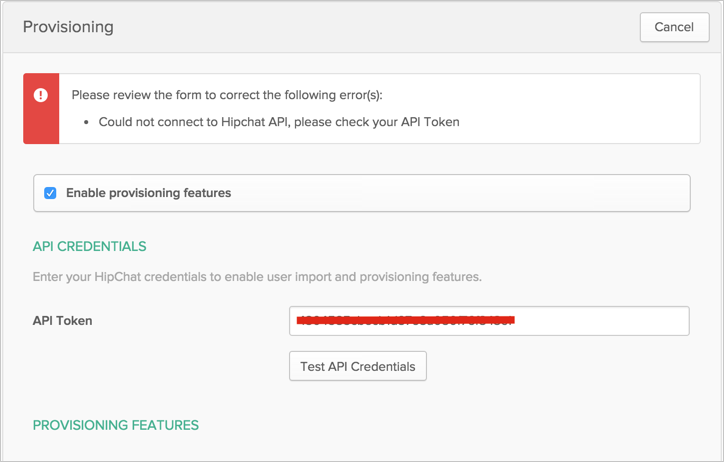 Provisioning
Cancel
Please review the form to correct the following error(s):
• Could not connect to Hipchat API, please check your API Token
Enable provisioning features
API CREDENTIALS
Enter your HipChat credentials to enable user import and provisioning features.
API Token
Test API Credentials
PROVISIONING FEATURES